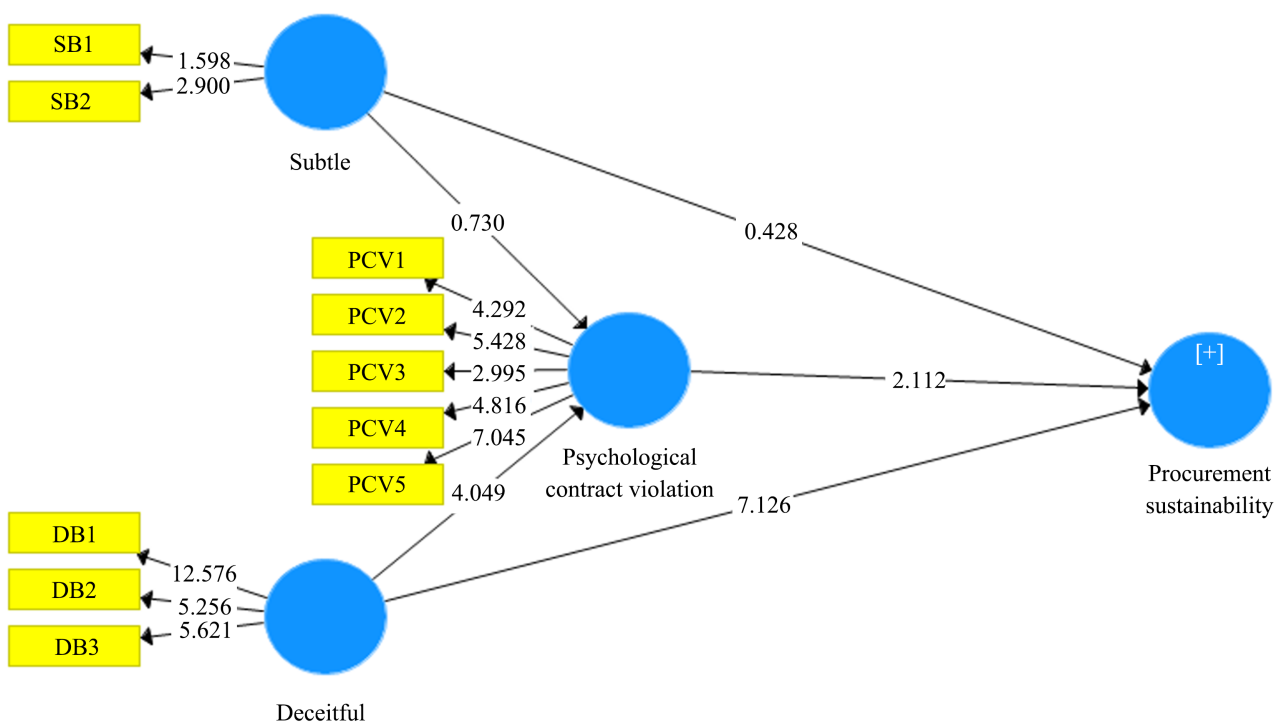 SB1
1.598
2.900
SB2
Subtle
0.730
0.428
PCV1
4.292
PCV2
5.428
PCV3
2.995
4.816
PCV4
7.045
PCV5
4.049
[+]
2.112
Psychological
contract violation
Procurement
sustainability
7.126
DB1
12.576
DB2
5.256
5.621
DB3
Deceitful